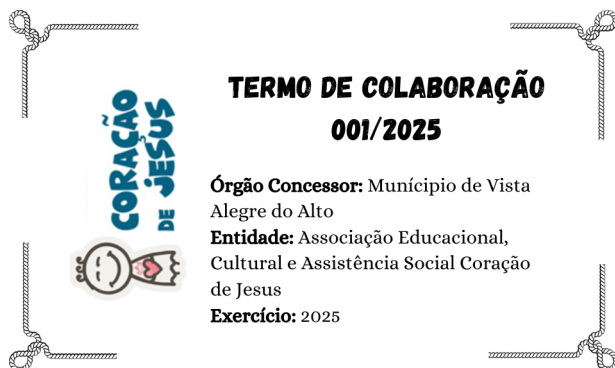 CORAÇÃO
DE JESUS
TERMO DE COLABORAÇÃO
001/2025
Órgão Concessor: Munícipio de Vista
Alegre do Alto
Entidade: Associação Educacional,
Cultural e Assistência Social Coração
de Jesus
Exercício: 2025